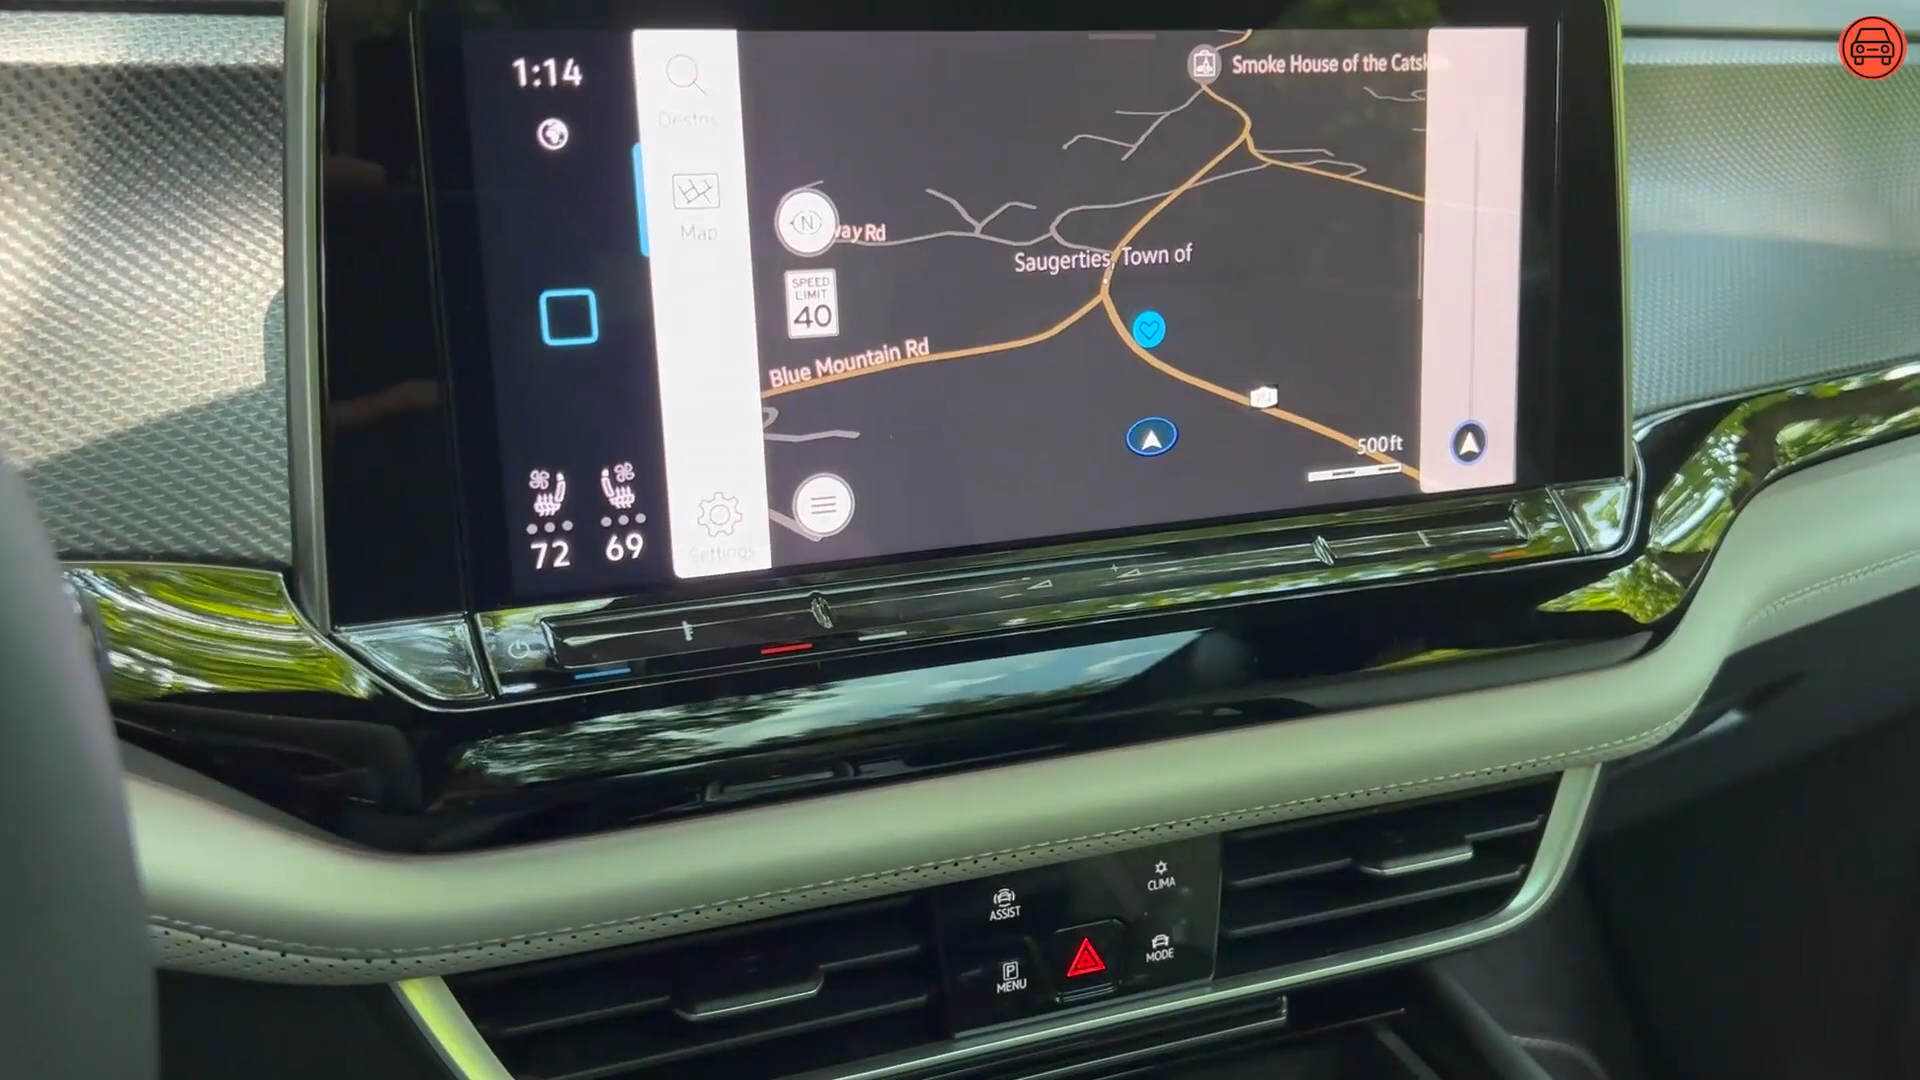 1:14
Destns
Map
Settings
72
69
N
way Rd
SPEED
LIMIT
40
Blue Mountain Rd
Saugerties, Town of
Smoke House of the Catsk
500ft
ASSIST
CLIMA
MENU
MODE
P